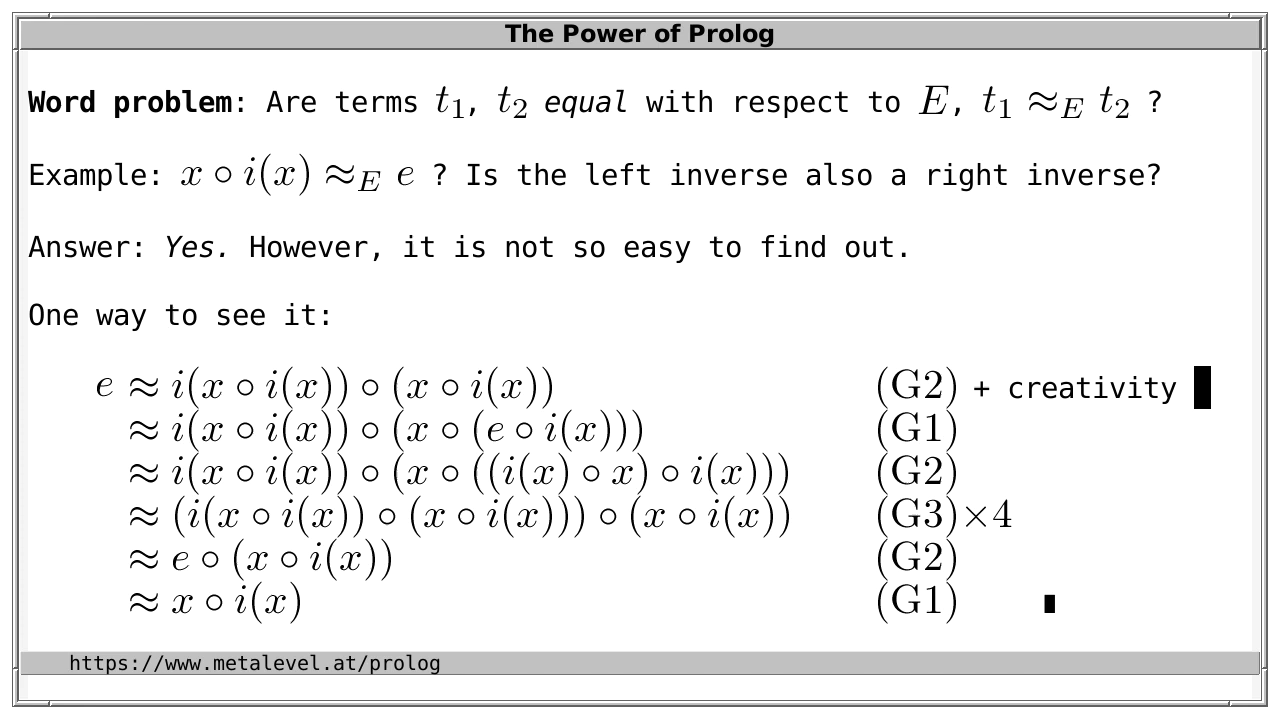 The Power of Prolog
Word problem: Are terms t₁, t₂ equal with respect to E, t₁ ≈_E t₂ ?
Example: x ∘ i(x) ≈_E e ? Is the left inverse also a right inverse?
Answer: Yes. However, it is not so easy to find out.
One way to see it:
e ≈ i(x ∘ i(x)) ∘ (x ∘ i(x)) (G2) + creativity
≈ i(x ∘ i(x)) ∘ (x ∘ (e ∘ i(x))) (G1)
≈ i(x ∘ i(x)) ∘ (x ∘ ((i(x) ∘ x) ∘ i(x))) (G2)
≈ (i(x ∘ i(x)) ∘ (x ∘ i(x))) ∘ (x ∘ i(x)) (G3)×4
≈ e ∘ (x ∘ i(x)) (G2)
≈ x ∘ i(x) (G1)
https://www.metalevel.at/prolog